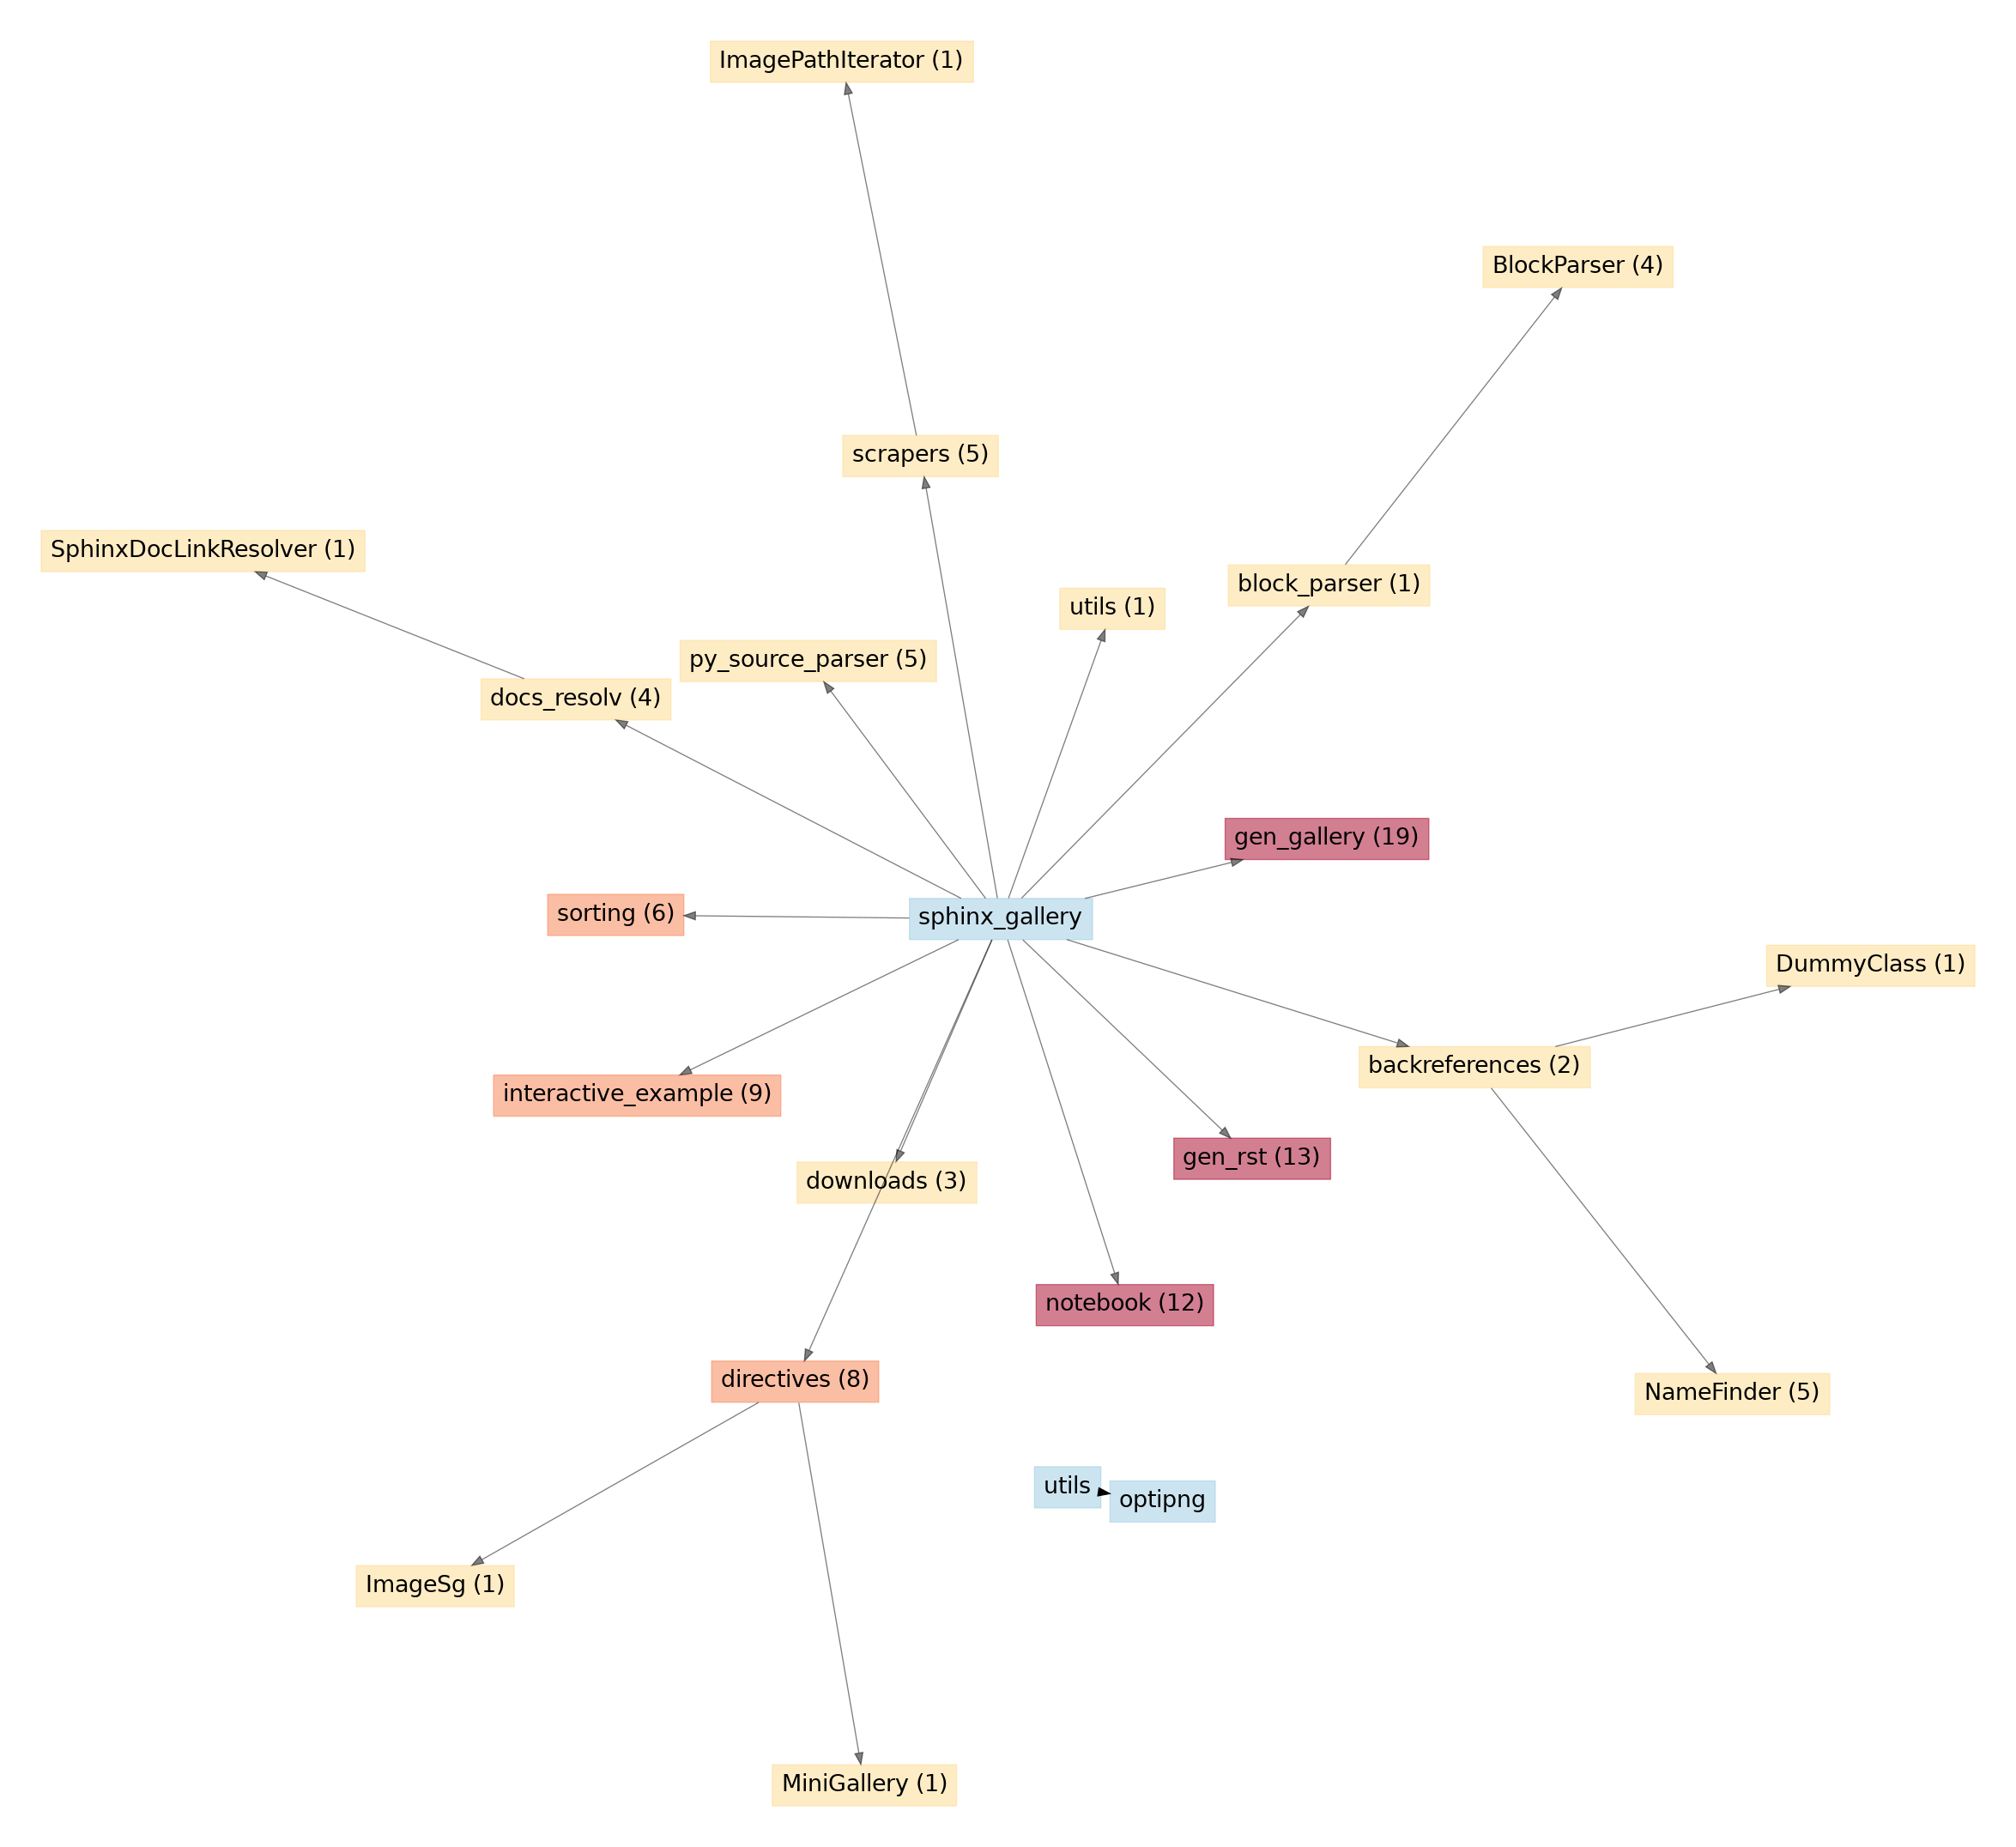 ImagePathIterator (1)
BlockParser (4)
scrapers (5)
SphinxDocLinkResolver (1)
block_parser (1)
utils (1)
py_source_parser (5)
docs_resolv (4)
gen_gallery (19)
sorting (6)
sphinx_gallery
DummyClass (1)
backreferences (2)
interactive_example (9)
gen_rst (13)
downloads (3)
notebook (12)
directives (8)
NameFinder (5)
utils
optipng
ImageSg (1)
MiniGallery (1)